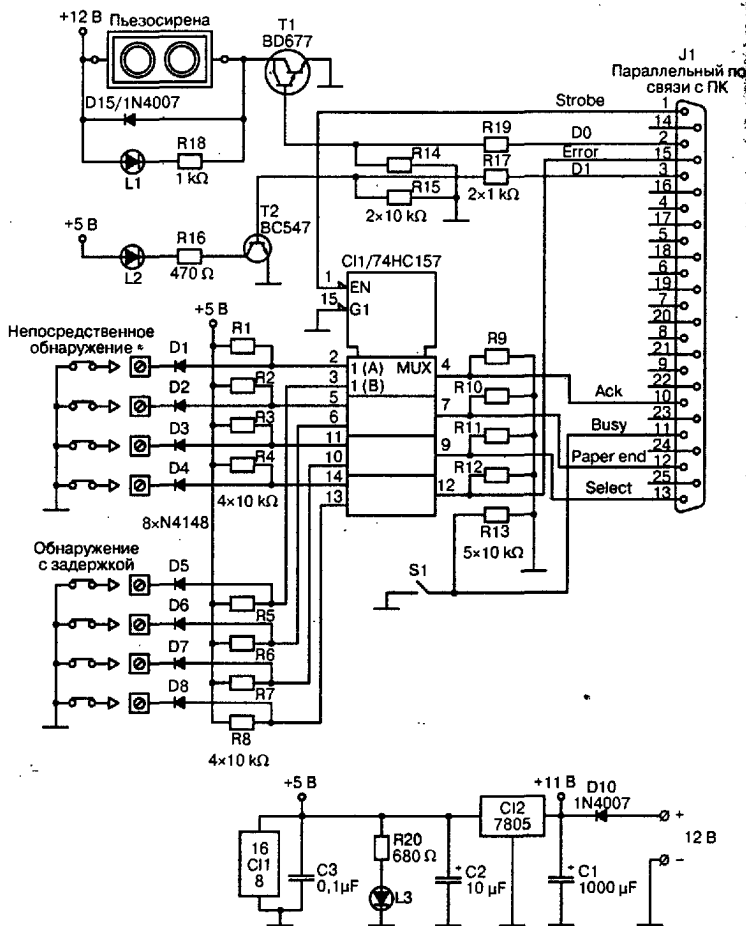 +12 В
Пьезосирена
T1
BD677
D15/1N4007
R18
1 kΩ
L1
T2
BC547
+5 В
R16
470 Ω
L2
R14
R15
2×10 kΩ
R19
R17
2×1 kΩ
Strobe
D0
Error
D1
J1
Параллельный по
связи с ПК
1
14
2
15
3
16
4
17
5
18
6
19
7
20
8
21
9
22
10
23
11
24
12
25
13
CI1/74HC157
1
EN
15
G1
+5 В
Непосредственное
обнаружение
D1
D2
D3
D4
R1
R2
R3
R4
4×10 kΩ
8×N4148
2
3
5
6
11
10
14
13
1 (A)
1 (B)
MUX
4
7
9
12
R9
R10
R11
R12
R13
5×10 kΩ
Ack
Busy
Paper end
Select
S1
Обнаружение
с задержкой
D5
D6
D7
D8
R5
R6
R7
R8
4×10 kΩ
+5 В
+11 В
D10
1N4007
+
12 В
−
16
CI1
8
C3
0,1μF
R20
680 Ω
L3
+
C2
10 μF
CI2
7805
+
C1
1000 μF